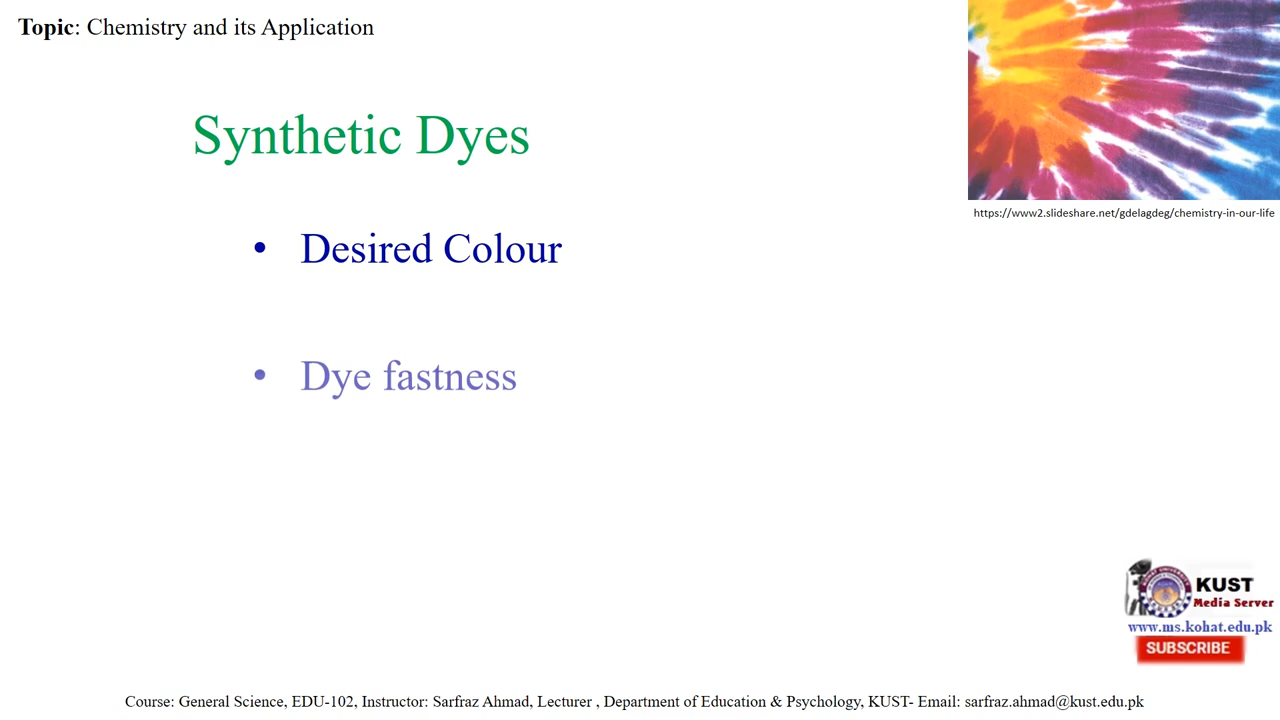 Topic: Chemistry and its Application
Synthetic Dyes
• Desired Colour
• Dye fastness
https://www2.slideshare.net/gdelagdeg/chemistry-in-our-life
KUST
Media Server
www.ms.kohat.edu.pk
SUBSCRIBE
Course: General Science, EDU-102, Instructor: Sarfraz Ahmad, Lecturer , Department of Education & Psychology, KUST- Email: sarfraz.ahmad@kust.edu.pk